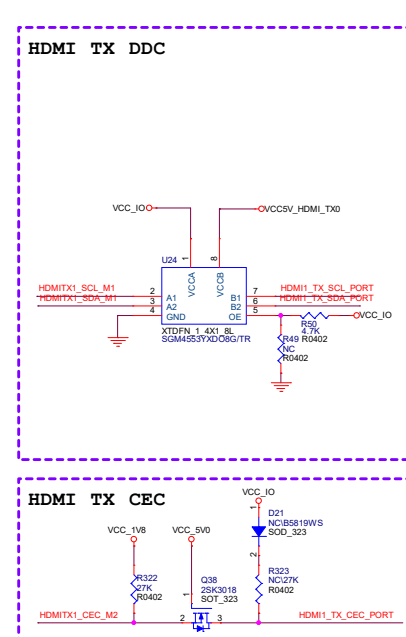 HDMI TX DDC
VCC_IO
VCC5V_HDMI_TX0
U24
1
8
VCCA
VCCB
HDMITX1_SCL_M1
2
A1
B1
7
HDMI1_TX_SCL_PORT
HDMITX1_SDA_M1
3
A2
B2
6
HDMI1_TX_SDA_PORT
4
GND
OE
5
VCC_IO
R50
4.7K
R0402
XTDFN_1_4X1_8L
SGM4553YXDO8G/TR
R49
NC
R0402
HDMI TX CEC
VCC_IO
1
D21
NC\B5819WS
SOD_323
2
VCC_1V8
VCC_5V0
R322
27K
R0402
1
Q38
2SK3018
SOT_323
R323
NC\27K
R0402
HDMITX1_CEC_M2
2
3
HDMI1_TX_CEC_PORT